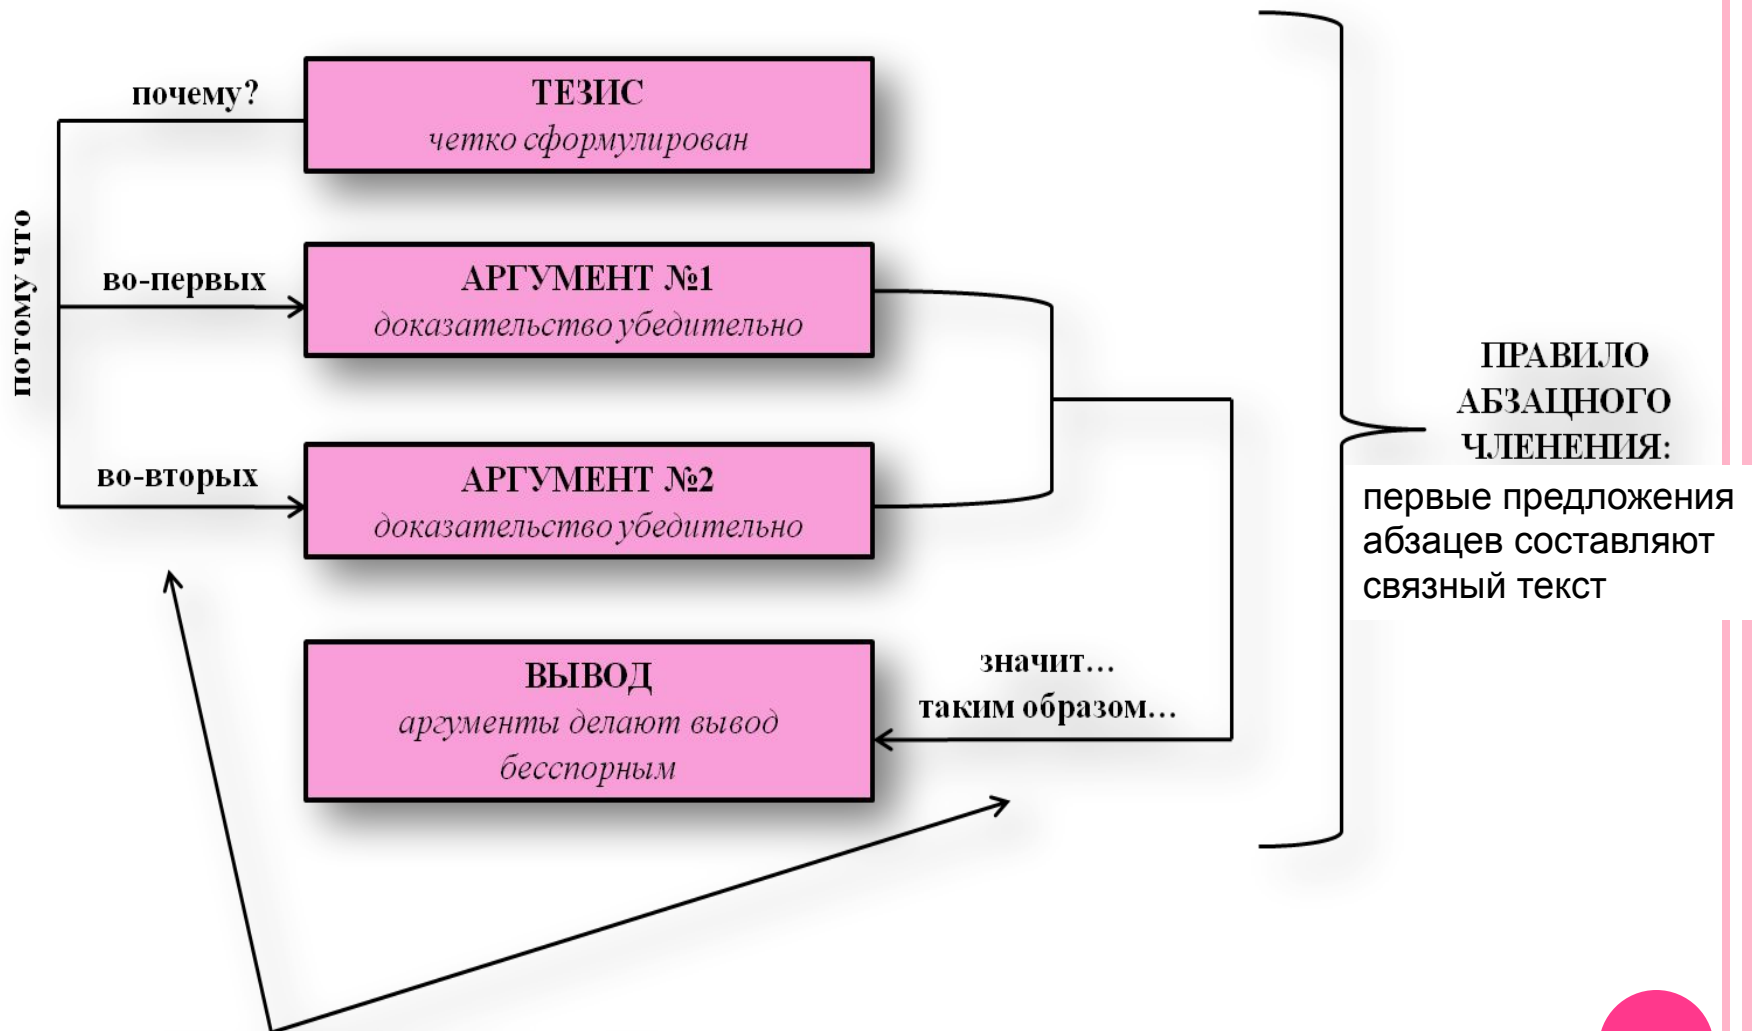 почему?
ТЕЗИС
четко сформулирован
потому что
во-первых
АРГУМЕНТ №1
доказательство убедительно
во-вторых
АРГУМЕНТ №2
доказательство убедительно
ВЫВОД
аргументы делают вывод
бесспорным
значит…
таким образом…
ПРАВИЛО
АБЗАЦНОГО
ЧЛЕНЕНИЯ:
первые предложения
абзацев составляют
связный текст